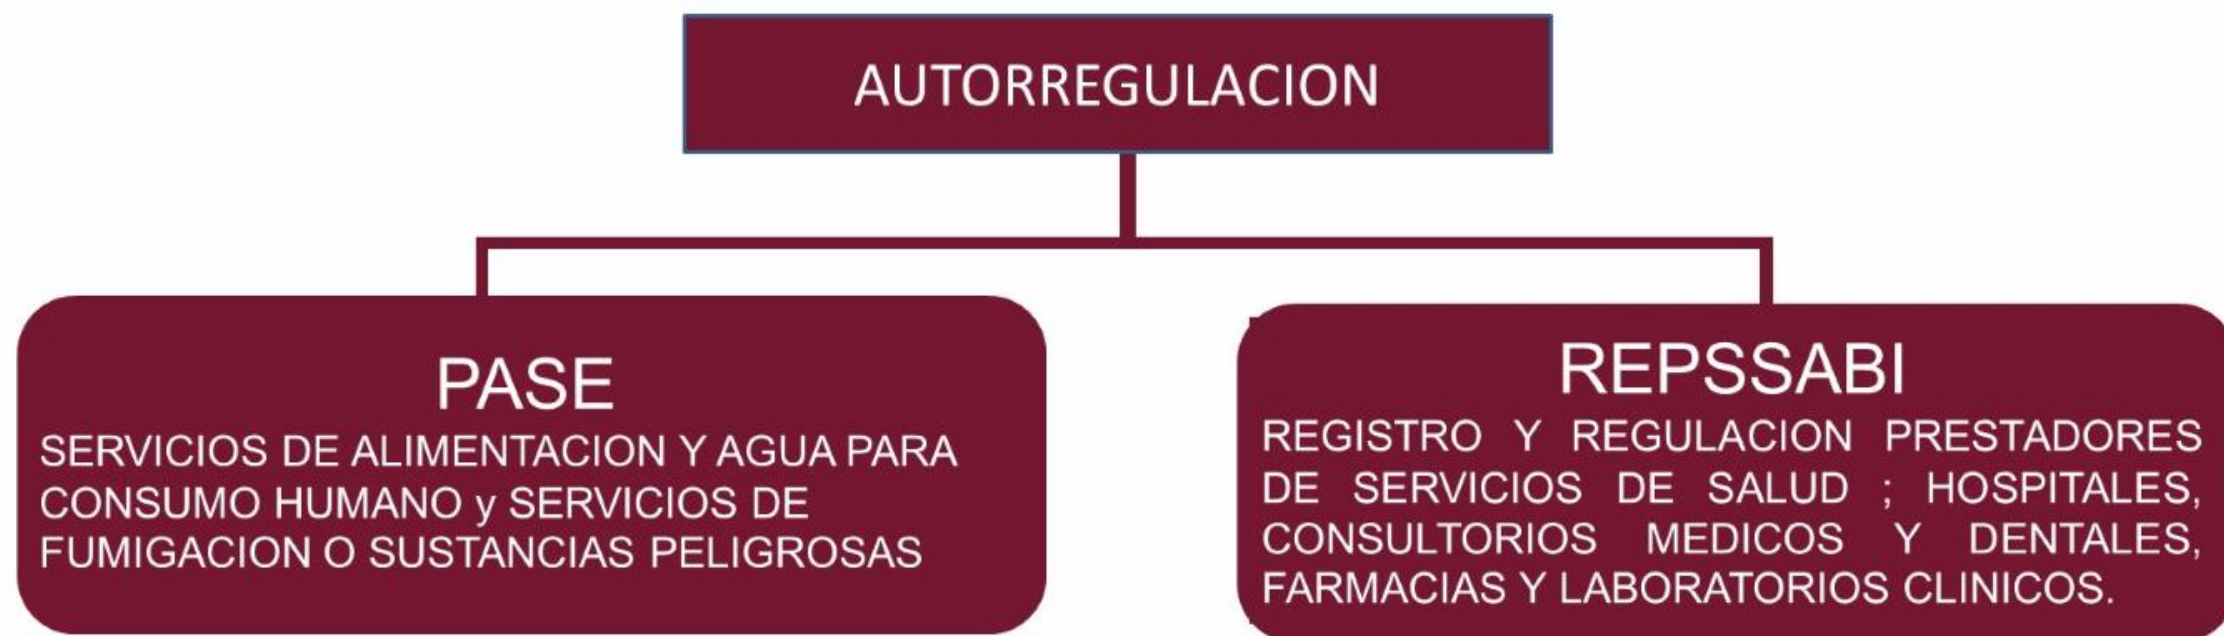 AUTORREGULACION
PASE
SERVICIOS DE ALIMENTACION Y AGUA PARA
CONSUMO HUMANO y SERVICIOS DE
FUMIGACION O SUSTANCIAS PELIGROSAS
REPSSABI
REGISTRO Y REGULACION PRESTADORES
DE SERVICIOS DE SALUD ; HOSPITALES,
CONSULTORIOS MEDICOS Y DENTALES,
FARMACIAS Y LABORATORIOS CLINICOS.